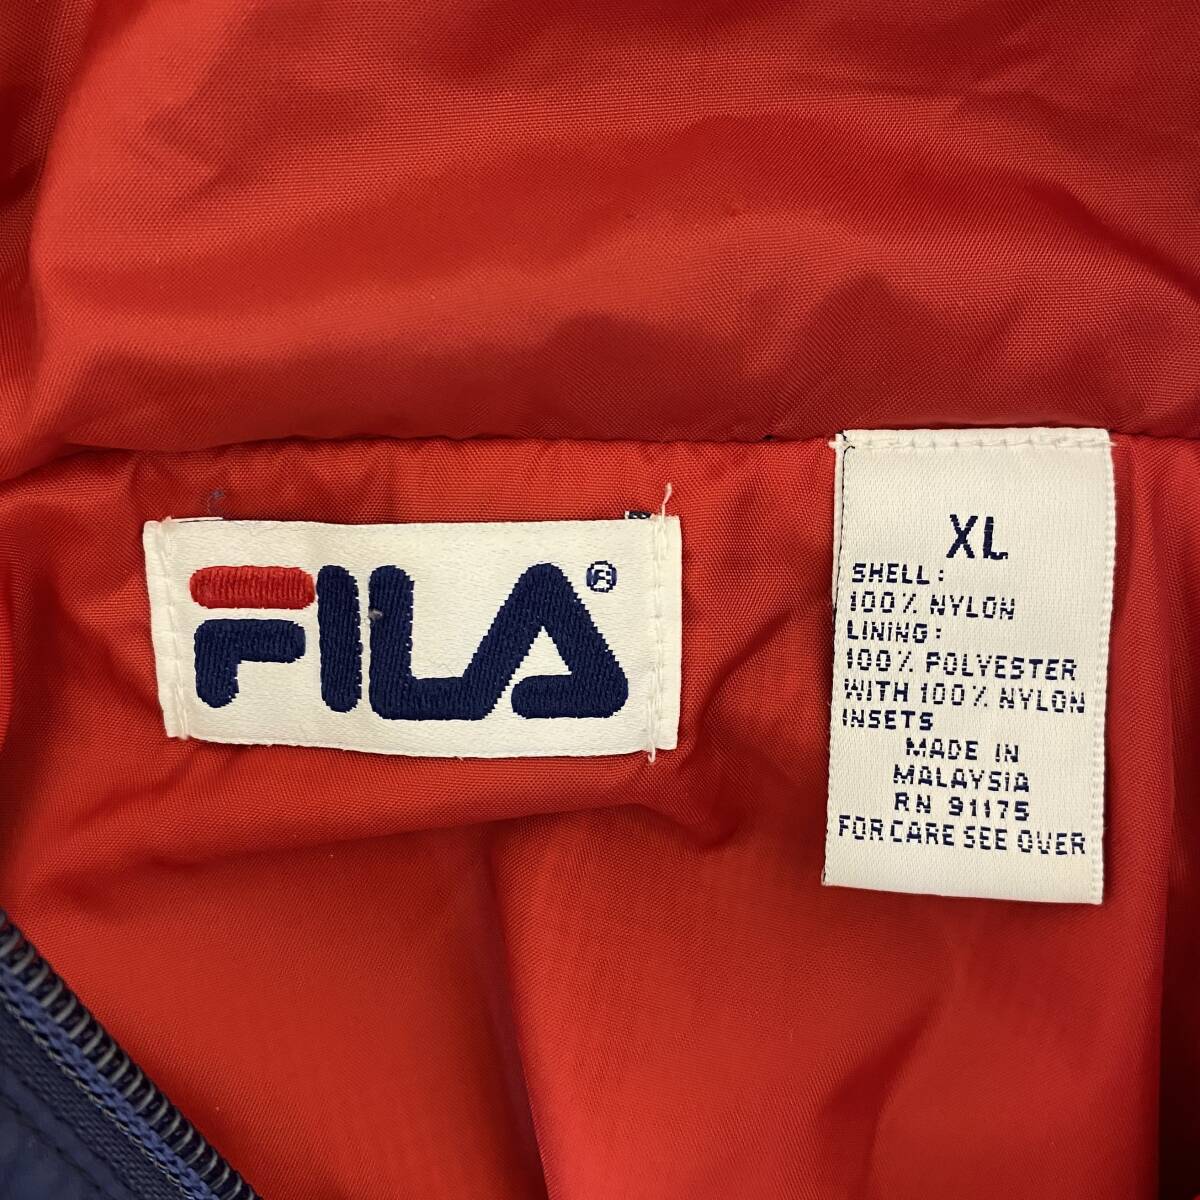 FILA®
XL
SHELL:
100% NYLON
LINING:
100% POLYESTER
WITH 100% NYLON
INSETS
MADE IN
MALAYSIA
RN 91175
FOR CARE SEE OVER